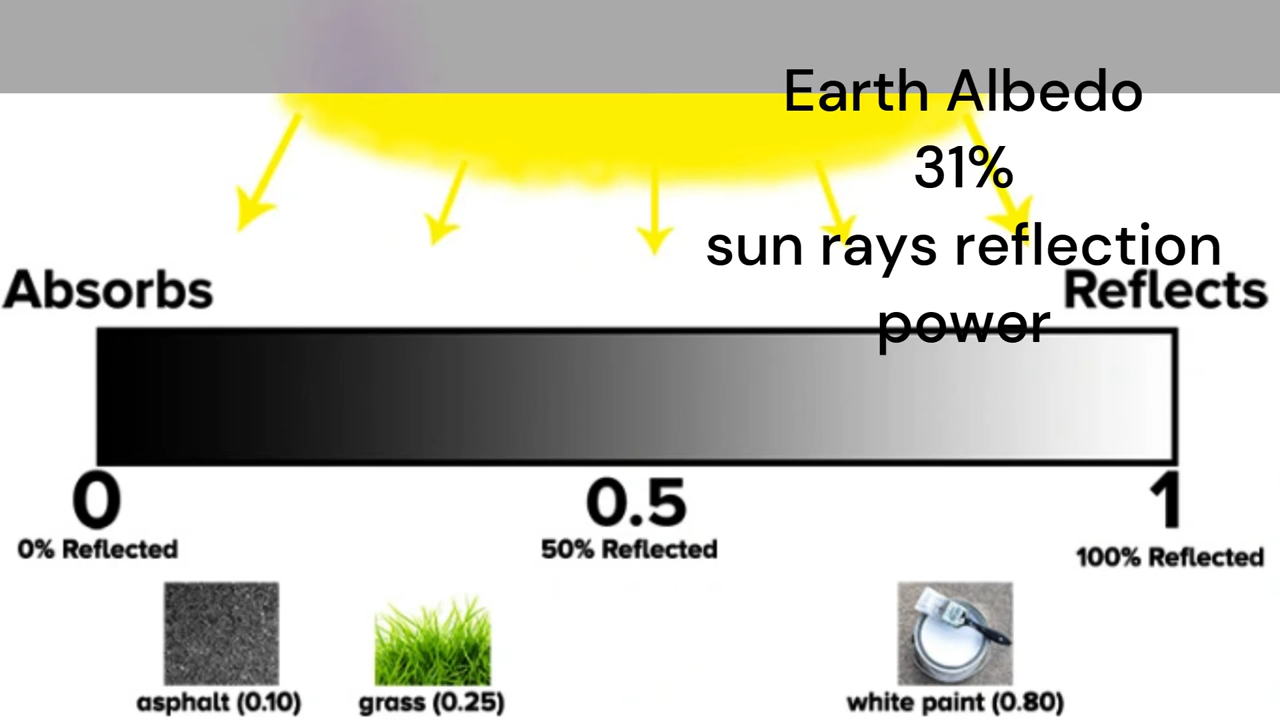 Earth Albedo
31%
sun rays reflection
power
Absorbs
Reflects
0
0.5
1
0% Reflected
50% Reflected
100% Reflected
asphalt (0.10)
grass (0.25)
white paint (0.80)